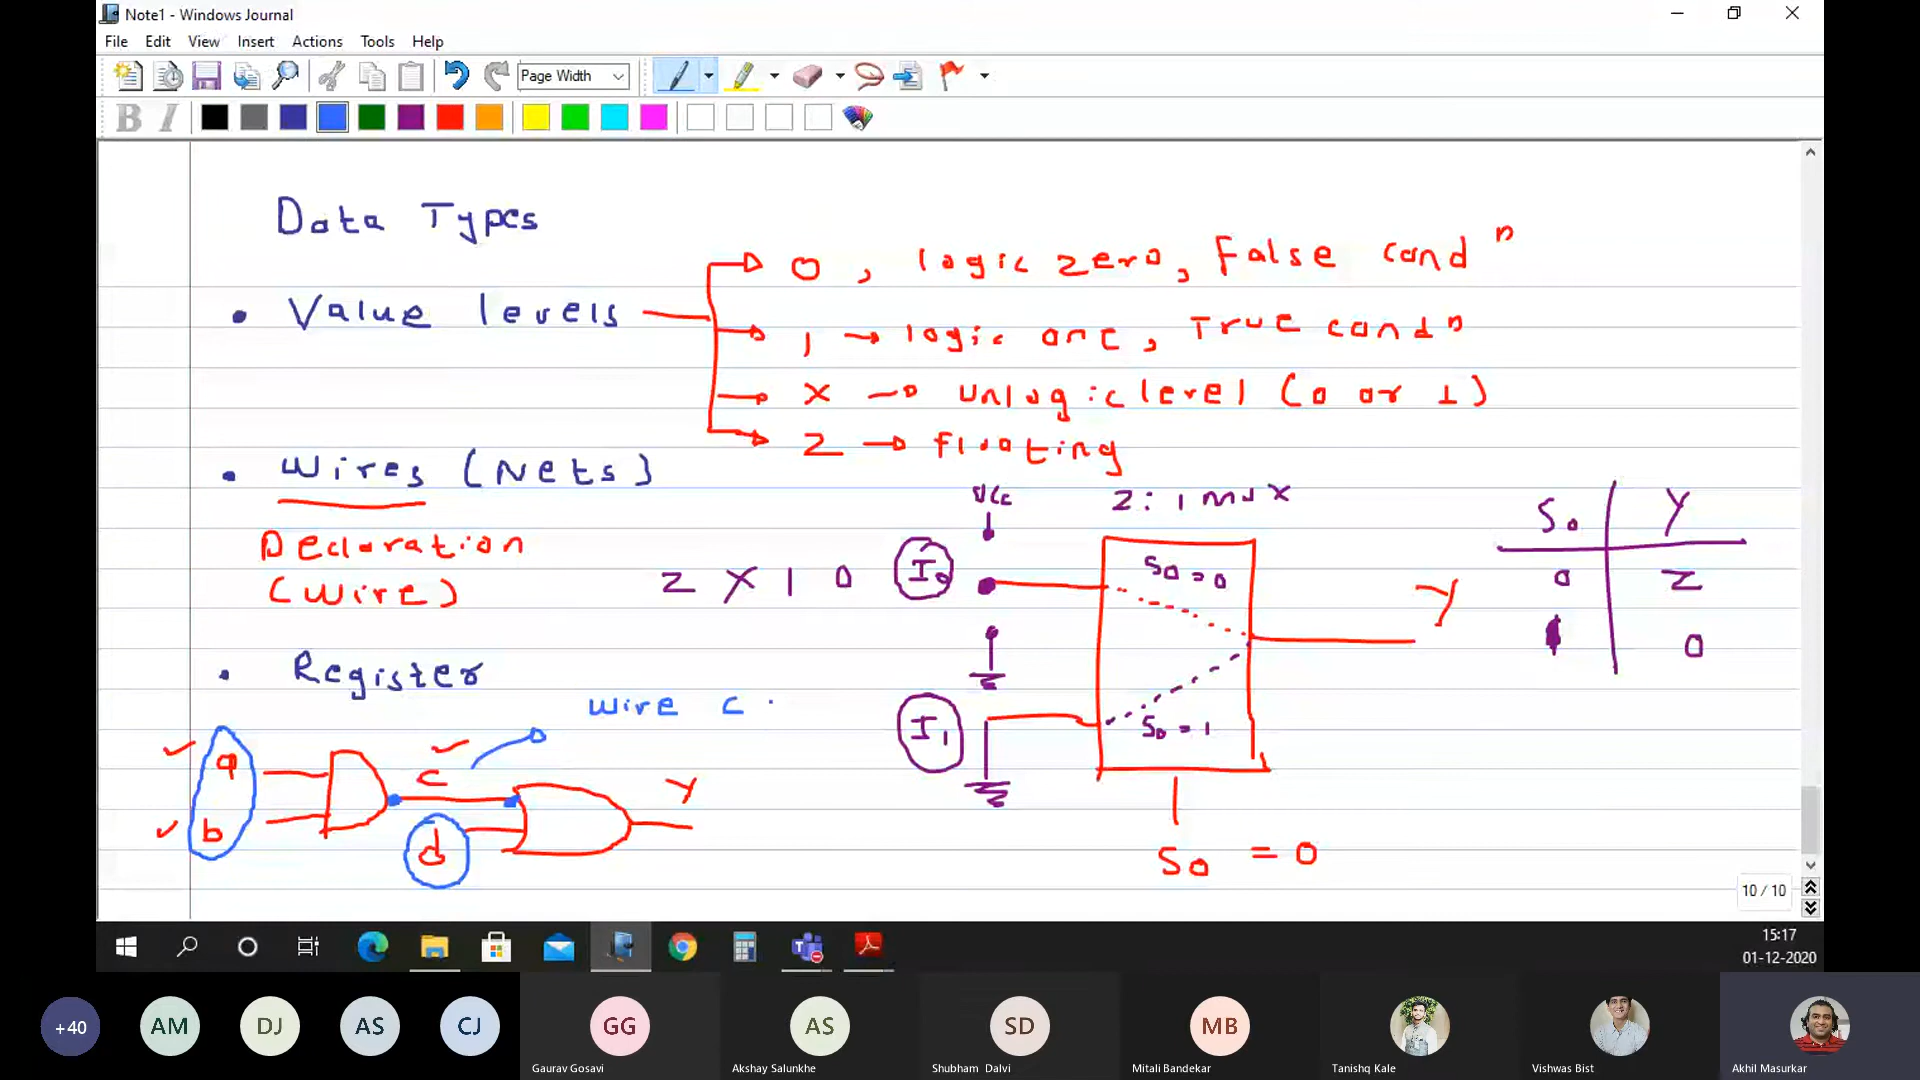 Note1 - Windows Journal
File Edit View Insert Actions Tools Help
Page Width
B I
Data Types
• Value levels
0, logic zero, False condⁿ
1 → logic one, True condⁿ
X → unlogic level (0 or 1)
Z → floating
• Wires (Nets)
Declaration
(Wire)
• Register
wire c
a
b
c
d
Y
Z X 1 0
Vcc
2:1 mux
I0
I1
S0 = 0
S0 = 1
Y
S0 = 0
S0 Y
0 Z
1 0
10 / 10
15:17
01-12-2020
+40 AM DJ AS CJ GG AS SD MB
Gaurav Gosavi Akshay Salunkhe Shubham Dalvi Mitali Bandekar Tanishq Kale Vishwas Bist Akhil Masurkar